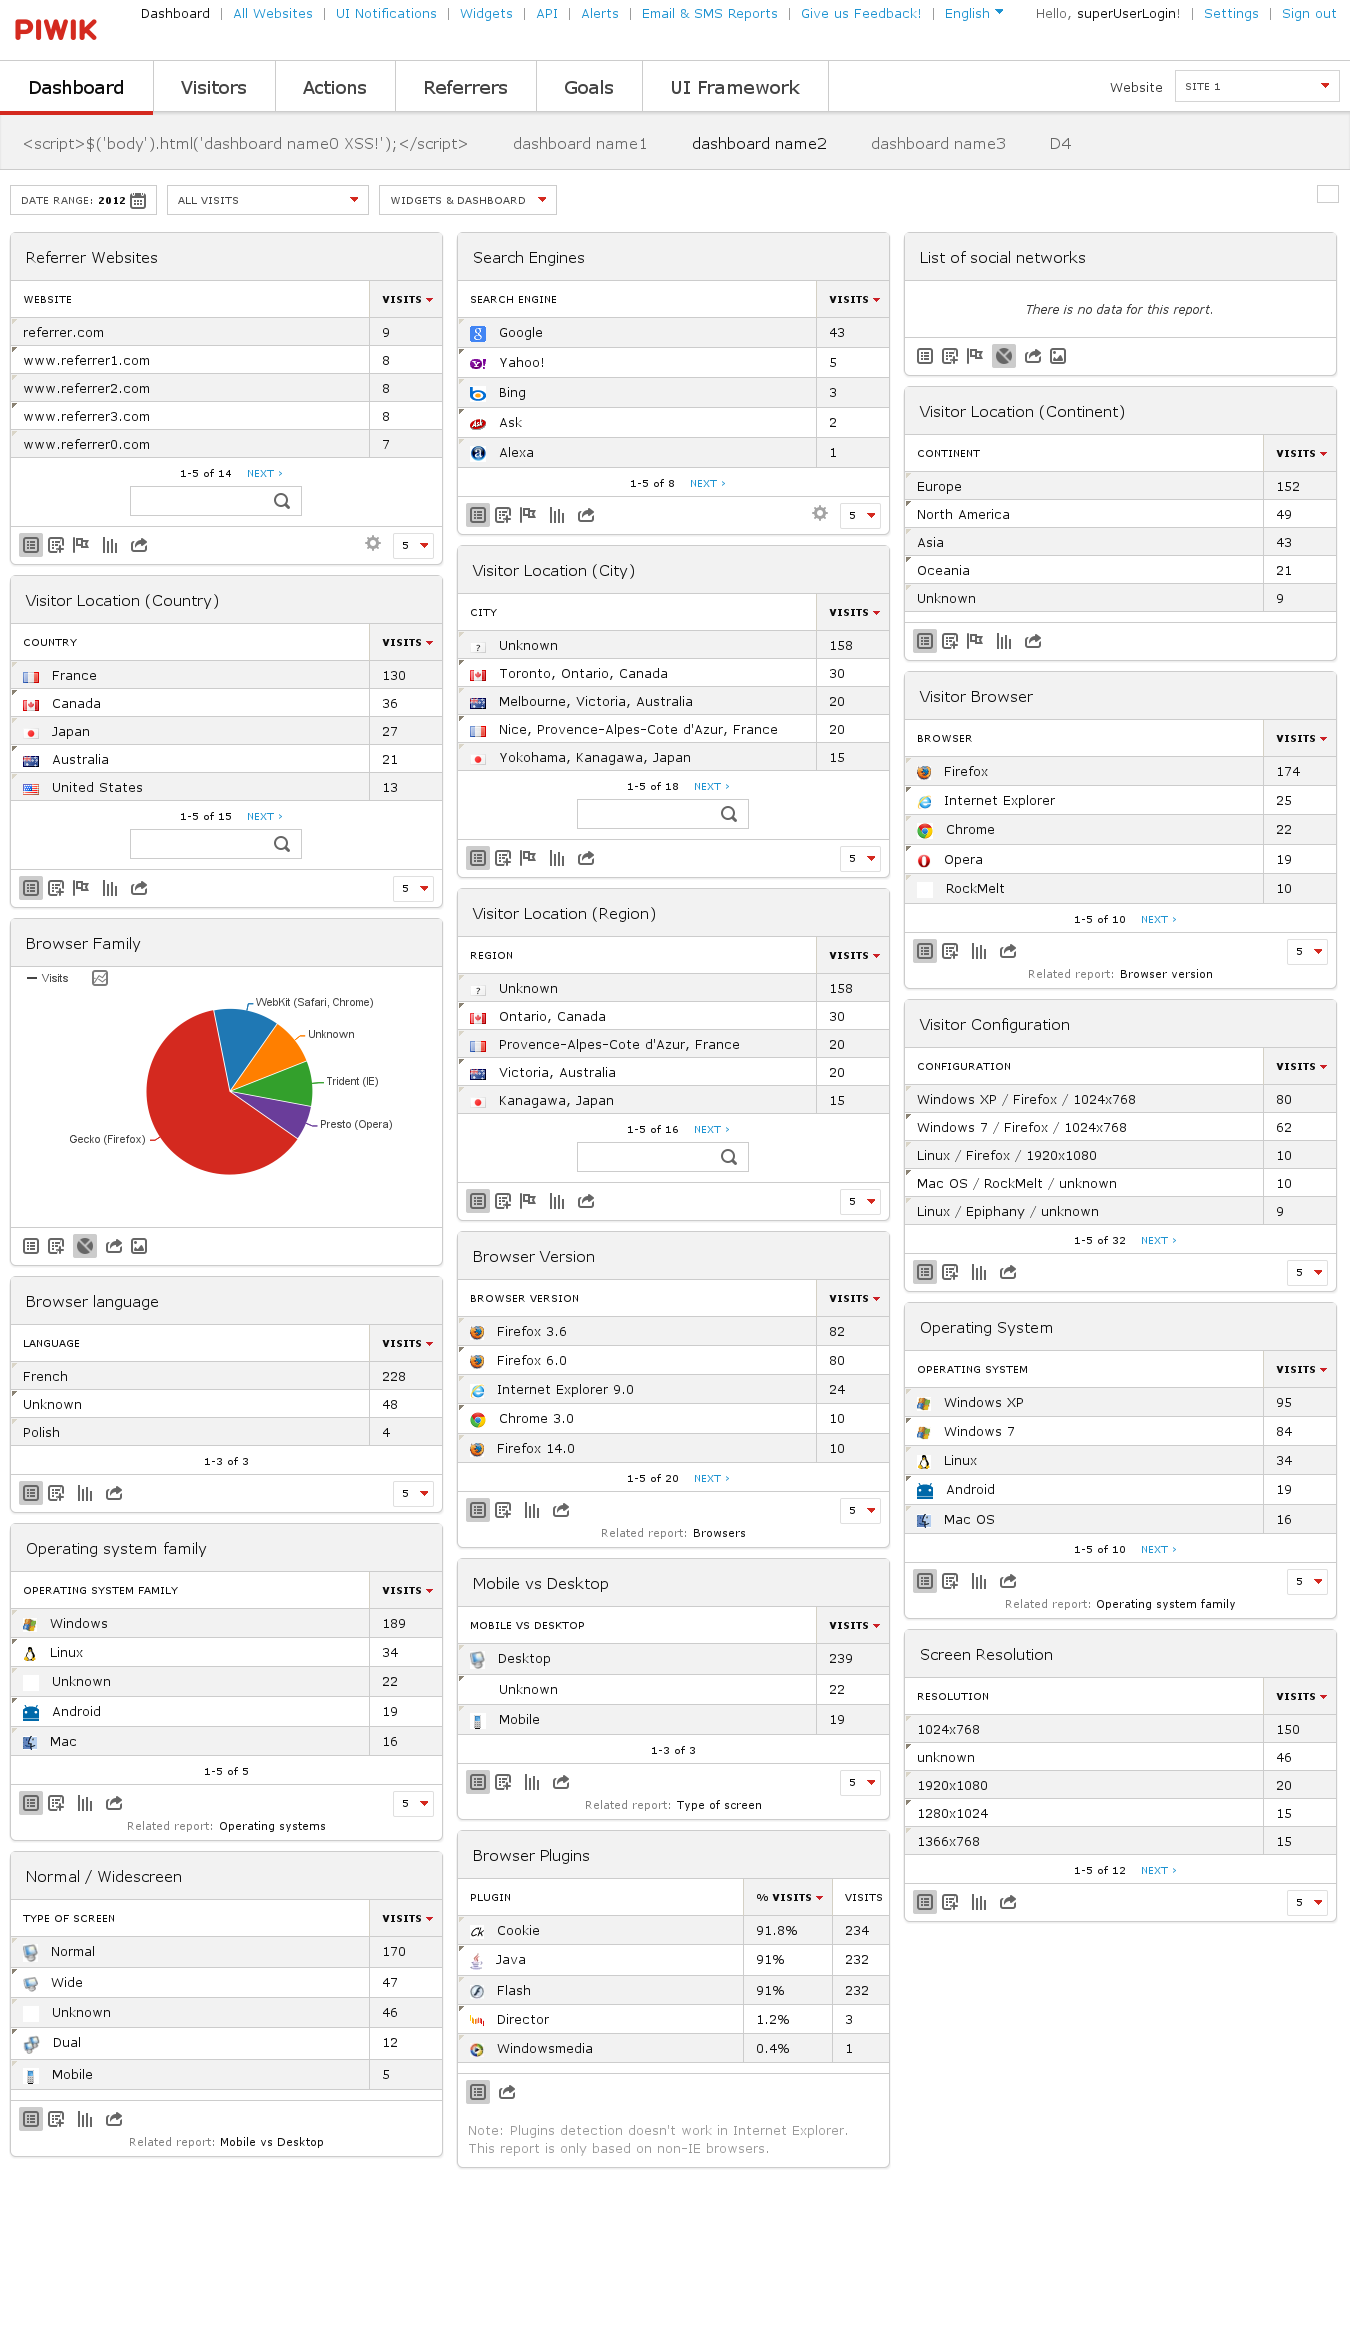 PIWIK
Dashboard | All Websites | UI Notifications | Widgets | API | Alerts | Email & SMS Reports | Give us Feedback! | English
Hello, superUserLogin! | Settings | Sign out
Dashboard Visitors Actions Referrers Goals UI Framework
Website SITE 1
<script>$('body').html('dashboard name0 XSS!');</script> dashboard name1 dashboard name2 dashboard name3 D4
DATE RANGE: 2012 ALL VISITS WIDGETS & DASHBOARD
Referrer Websites
WEBSITE VISITS
referrer.com 9
www.referrer1.com 8
www.referrer2.com 8
www.referrer3.com 8
www.referrer0.com 7
1-5 of 14 NEXT ›
5
Visitor Location (Country)
COUNTRY VISITS
France 130
Canada 36
Japan 27
Australia 21
United States 13
1-5 of 15 NEXT ›
5
Browser Family
Visits
WebKit (Safari, Chrome)
Unknown
Trident (IE)
Presto (Opera)
Gecko (Firefox)
Browser language
LANGUAGE VISITS
French 228
Unknown 48
Polish 4
1-3 of 3
5
Operating system family
OPERATING SYSTEM FAMILY VISITS
Windows 189
Linux 34
Unknown 22
Android 19
Mac 16
1-5 of 5
5
Related report: Operating systems
Normal / Widescreen
TYPE OF SCREEN VISITS
Normal 170
Wide 47
Unknown 46
Dual 12
Mobile 5
Related report: Mobile vs Desktop
Search Engines
SEARCH ENGINE VISITS
Google 43
Yahoo! 5
Bing 3
Ask 2
Alexa 1
1-5 of 8 NEXT ›
5
Visitor Location (City)
CITY VISITS
? Unknown 158
Toronto, Ontario, Canada 30
Melbourne, Victoria, Australia 20
Nice, Provence-Alpes-Cote d'Azur, France 20
Yokohama, Kanagawa, Japan 15
1-5 of 18 NEXT ›
5
Visitor Location (Region)
REGION VISITS
? Unknown 158
Ontario, Canada 30
Provence-Alpes-Cote d'Azur, France 20
Victoria, Australia 20
Kanagawa, Japan 15
1-5 of 16 NEXT ›
5
Browser Version
BROWSER VERSION VISITS
Firefox 3.6 82
Firefox 6.0 80
Internet Explorer 9.0 24
Chrome 3.0 10
Firefox 14.0 10
1-5 of 20 NEXT ›
5
Related report: Browsers
Mobile vs Desktop
MOBILE VS DESKTOP VISITS
Desktop 239
Unknown 22
Mobile 19
1-3 of 3
5
Related report: Type of screen
Browser Plugins
PLUGIN % VISITS VISITS
Cookie 91.8% 234
Java 91% 232
Flash 91% 232
Director 1.2% 3
Windowsmedia 0.4% 1
Note: Plugins detection doesn't work in Internet Explorer.
This report is only based on non-IE browsers.
List of social networks
There is no data for this report.
Visitor Location (Continent)
CONTINENT VISITS
Europe 152
North America 49
Asia 43
Oceania 21
Unknown 9
Visitor Browser
BROWSER VISITS
Firefox 174
Internet Explorer 25
Chrome 22
Opera 19
RockMelt 10
1-5 of 10 NEXT ›
5
Related report: Browser version
Visitor Configuration
CONFIGURATION VISITS
Windows XP / Firefox / 1024x768 80
Windows 7 / Firefox / 1024x768 62
Linux / Firefox / 1920x1080 10
Mac OS / RockMelt / unknown 10
Linux / Epiphany / unknown 9
1-5 of 32 NEXT ›
5
Operating System
OPERATING SYSTEM VISITS
Windows XP 95
Windows 7 84
Linux 34
Android 19
Mac OS 16
1-5 of 10 NEXT ›
5
Related report: Operating system family
Screen Resolution
RESOLUTION VISITS
1024x768 150
unknown 46
1920x1080 20
1280x1024 15
1366x768 15
1-5 of 12 NEXT ›
5